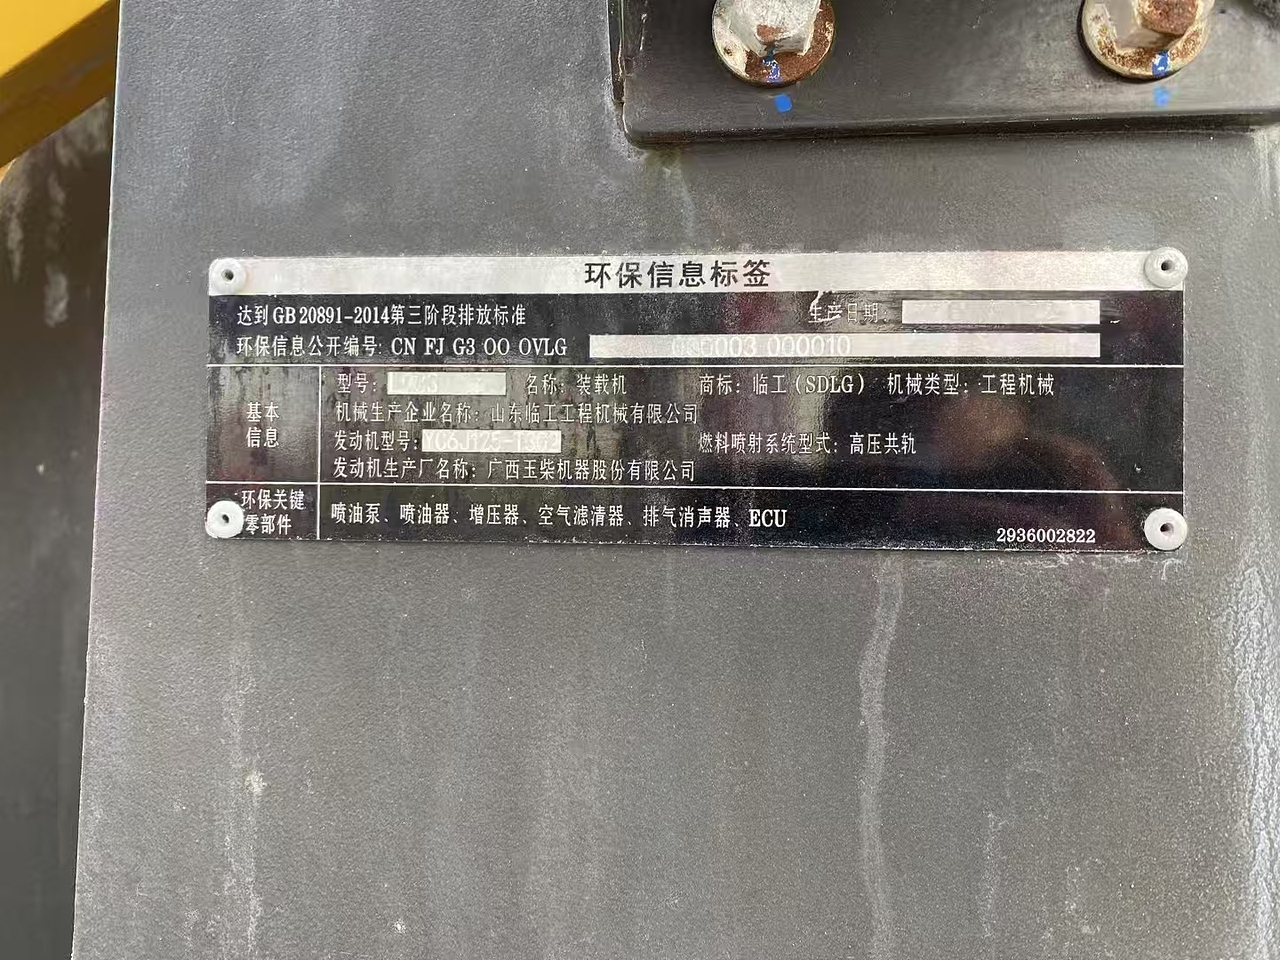 环保信息标签
达到GB 20891-2014第三阶段排放标准 生产日期:
环保信息公开编号: CN FJ G3 00 0VLG 000003 000010
基本信息
型号: 名称: 装载机 商标: 临工(SDLG) 机械类型: 工程机械
机械生产企业名称: 山东临工工程机械有限公司
发动机型号: 燃料喷射系统型式: 高压共轨
发动机生产厂名称: 广西玉柴机器股份有限公司
环保关键零部件
喷油泵、喷油器、增压器、空气滤清器、排气消声器、ECU
2936002822